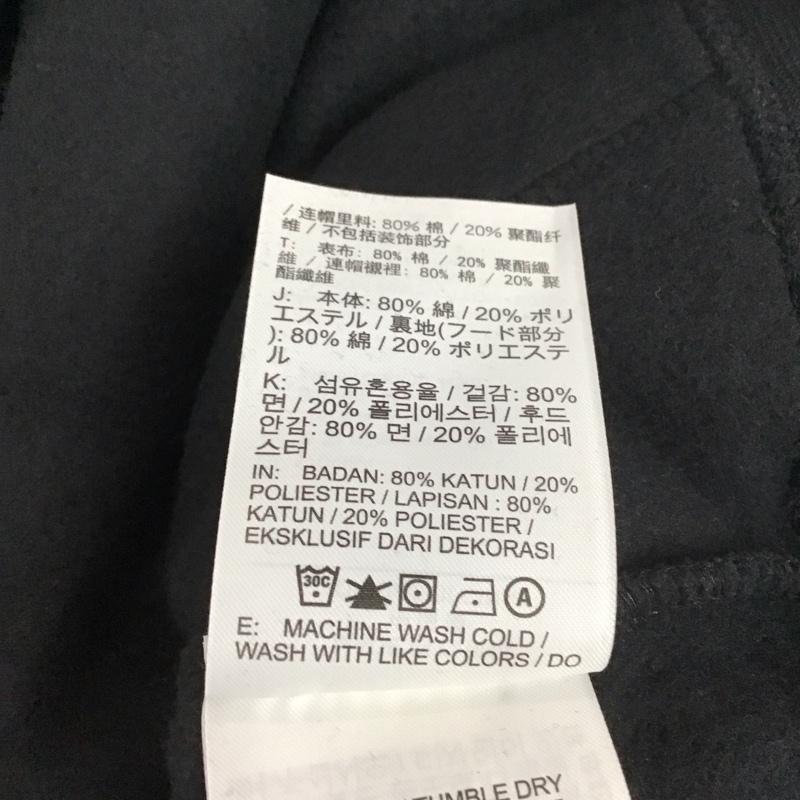 / 连帽里料: 80% 棉 / 20% 聚酯纤
维 / 不包括装饰部分
T: 表布: 80% 棉 / 20% 聚酯纖
維 / 連帽襯裡: 80% 棉 / 20% 聚
酯纖維
J: 本体: 80% 綿 / 20% ポリ
エステル / 裏地(フード部分
): 80% 綿 / 20% ポリエステ
ル
K: 섬유혼용율 / 겉감: 80%
면 / 20% 폴리에스터 / 후드
안감: 80% 면 / 20% 폴리에
스터
IN: BADAN: 80% KATUN / 20%
POLIESTER / LAPISAN : 80%
KATUN / 20% POLIESTER /
EKSKLUSIF DARI DEKORASI
30C A
E: MACHINE WASH COLD /
WASH WITH LIKE COLORS / DO
TUMBLE DRY